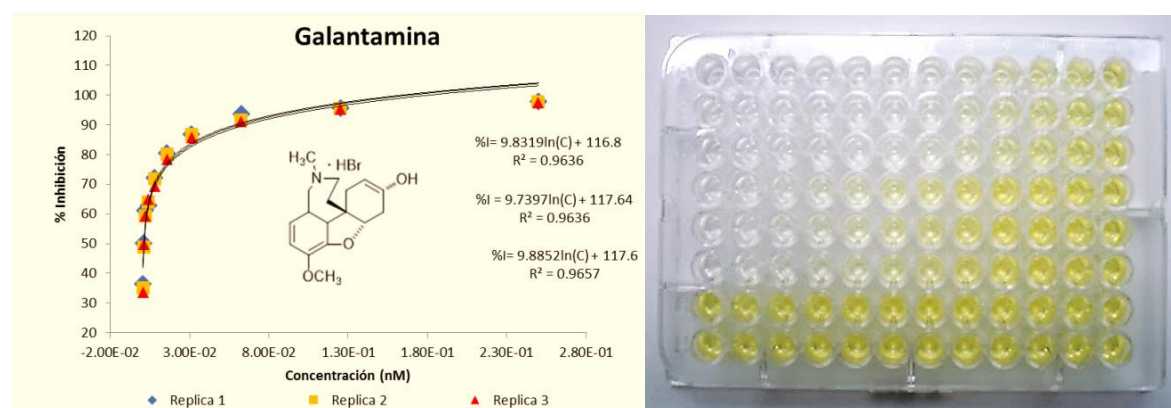 Galantamina
120
110
100
90
80
70
60
50
40
30
20
% Inhibición
H₃C
· HBr
N
OH
O
OCH₃
%I= 9.8319ln(C) + 116.8
R² = 0.9636
%I = 9.7397ln(C) + 117.64
R² = 0.9636
%I= 9.8852ln(C) + 117.6
R² = 0.9657
-2.00E-02 3.00E-02 8.00E-02 1.30E-01 1.80E-01 2.30E-01 2.80E-01
Concentración (nM)
Replica 1 Replica 2 Replica 3